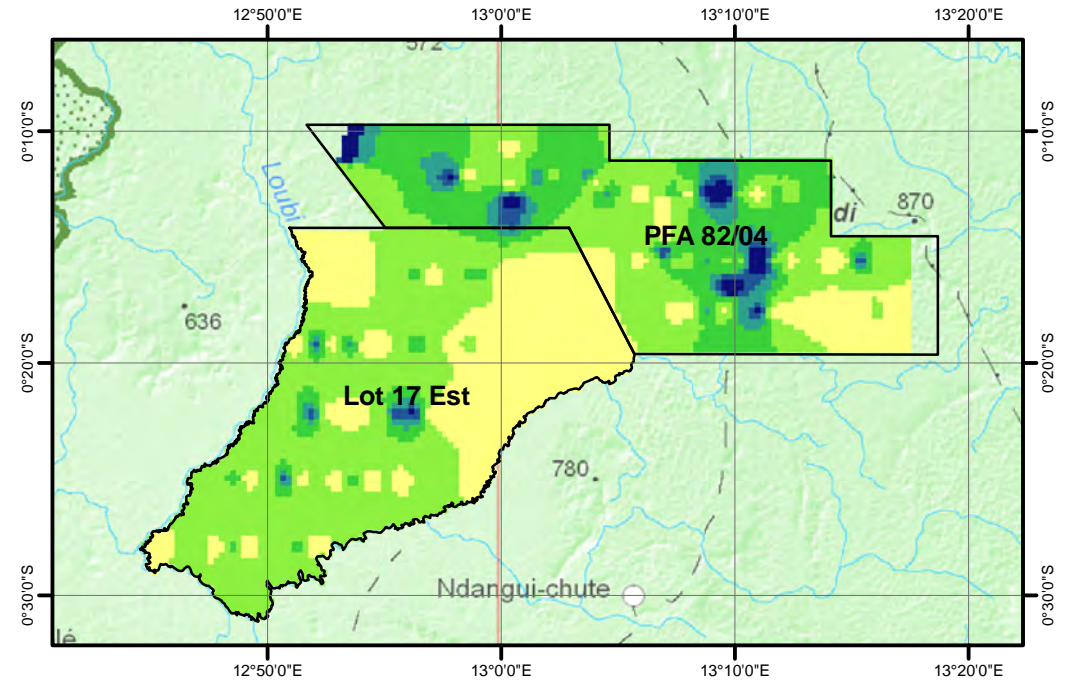 12°50'0"E 13°0'0"E 13°10'0"E 13°20'0"E
572
0°10'0"S 0°10'0"S
Loubi
di
870
PFA 82/04
636
0°20'0"S 0°20'0"S
Lot 17 Est
780
Ndangui-chute
0°30'0"S 0°30'0"S
lé
12°50'0"E 13°0'0"E 13°10'0"E 13°20'0"E